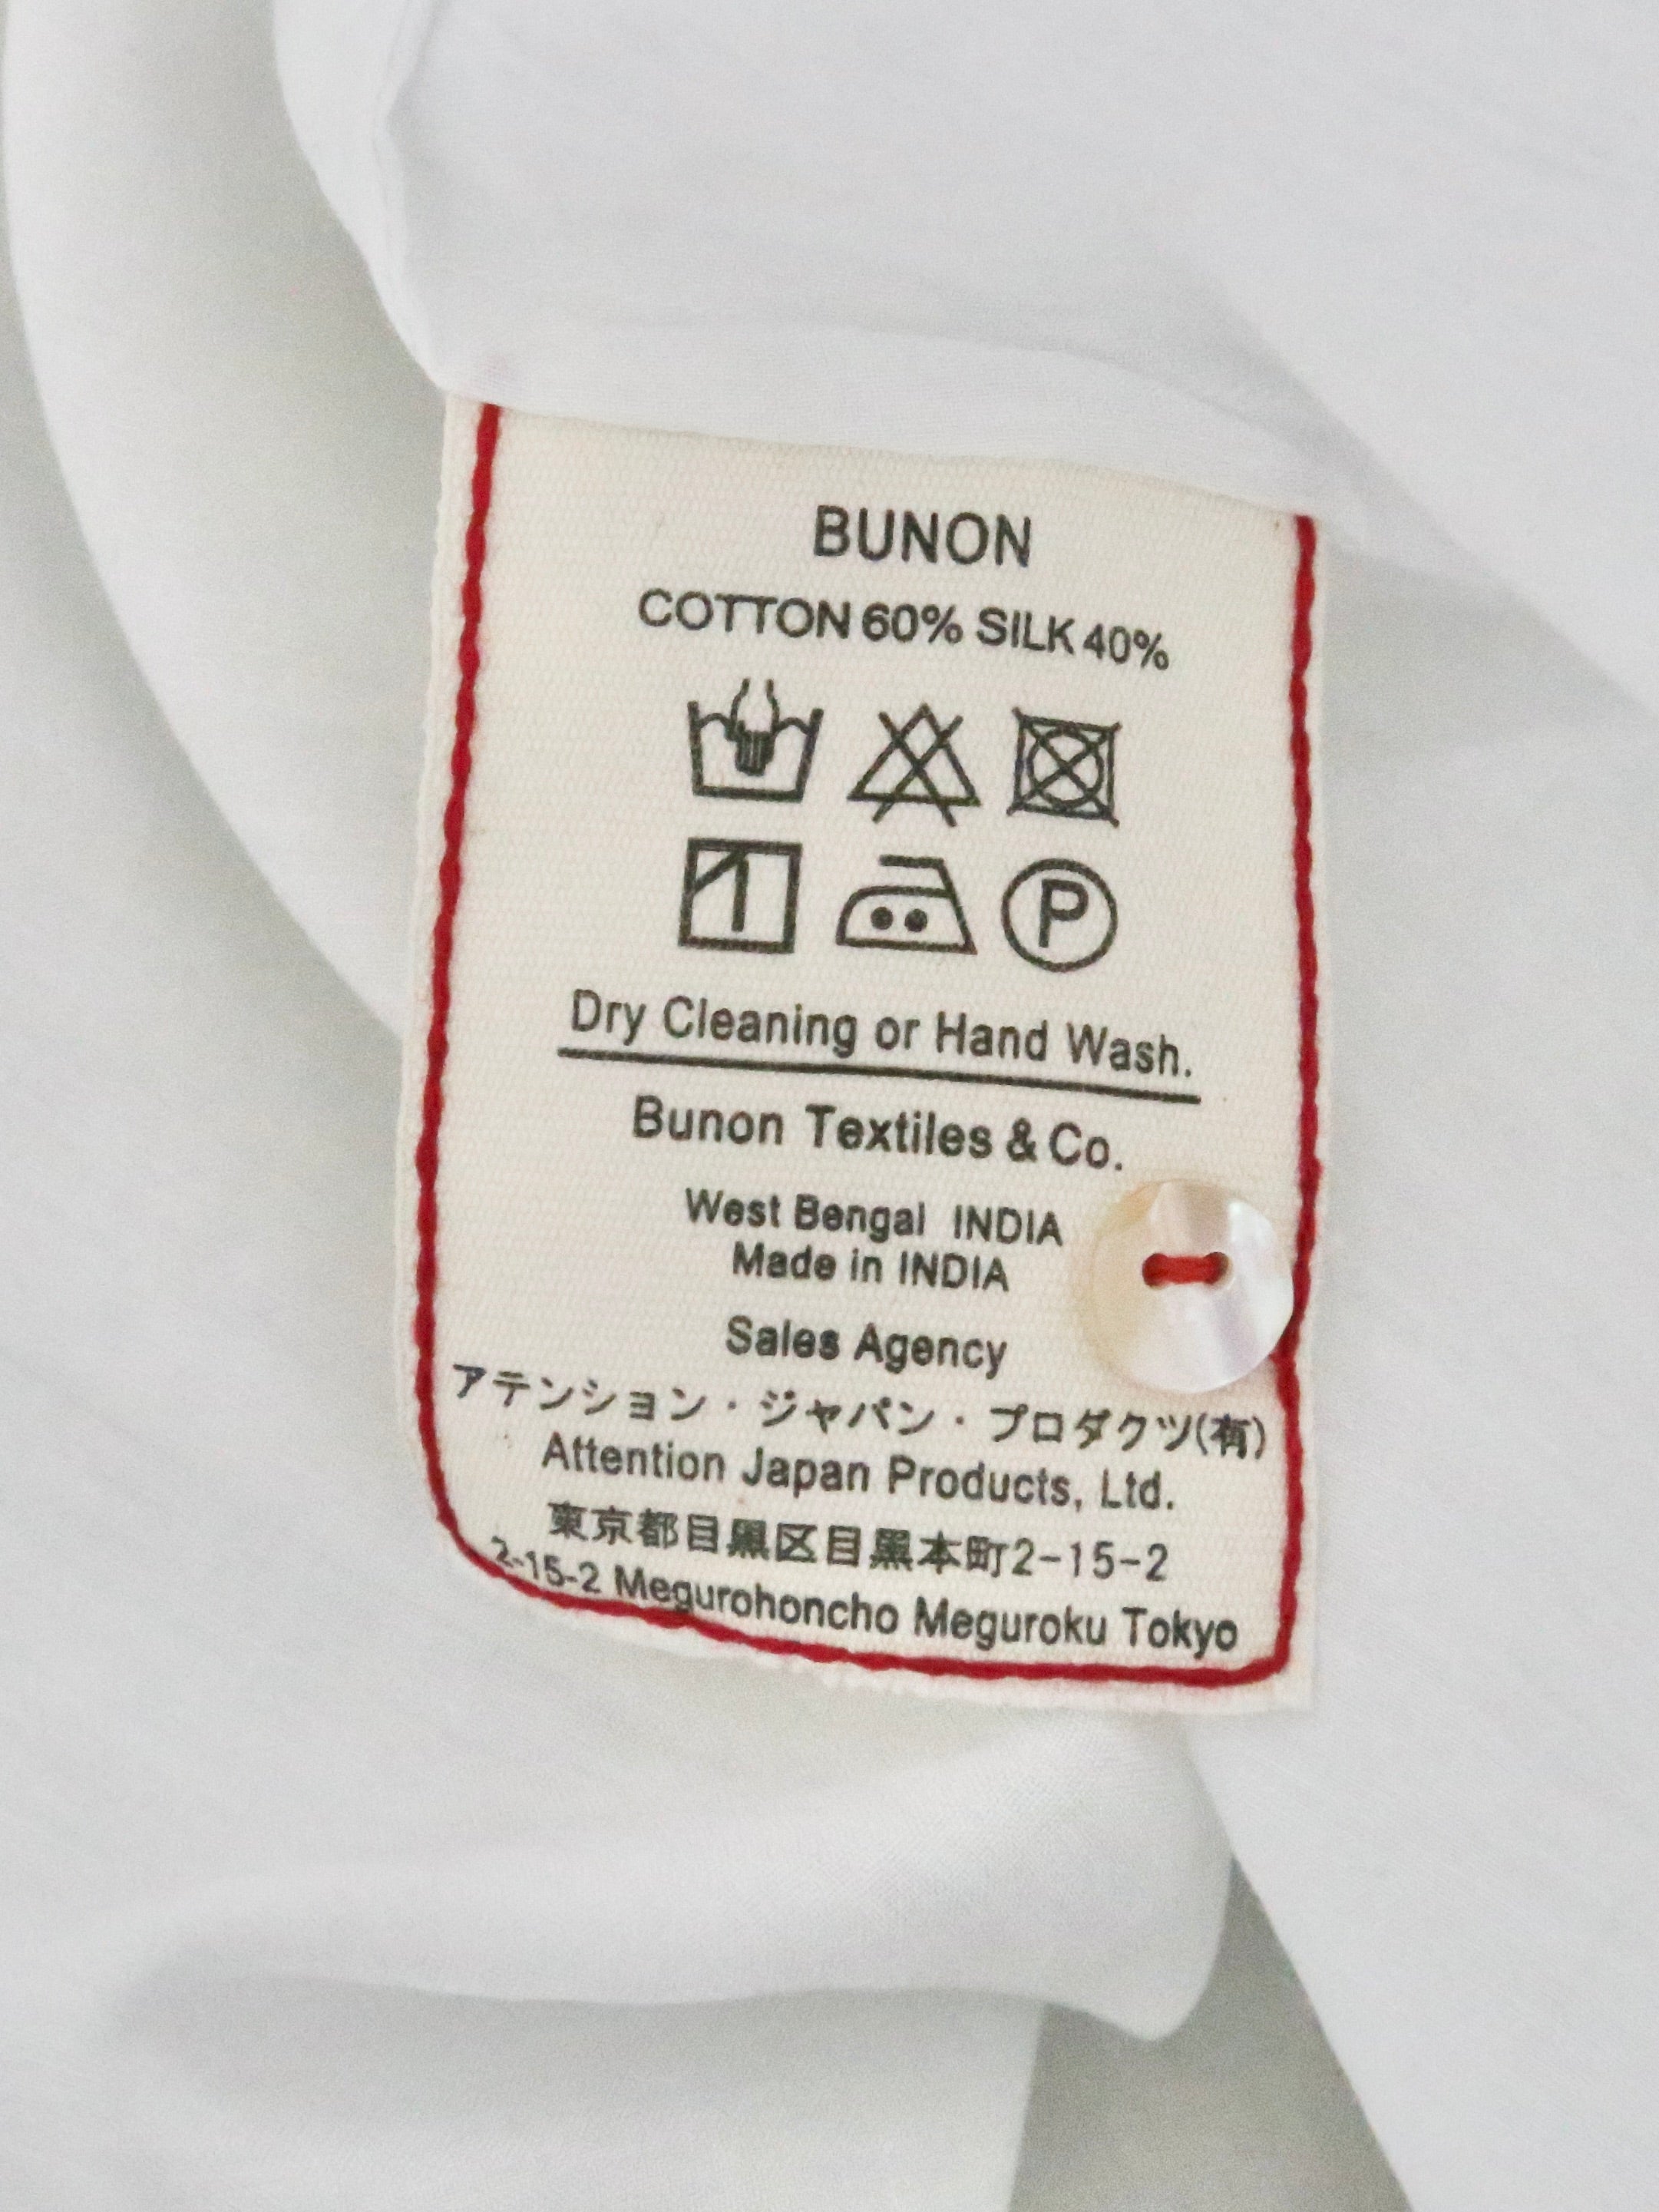 BUNON
COTTON 60% SILK 40%
1
P
Dry Cleaning or Hand Wash.
Bunon Textiles & Co.
West Bengal INDIA
Made in INDIA
Sales Agency
アテンション・ジャパン・プロダクツ(有)
Attention Japan Products, Ltd.
東京都目黒区目黒本町2-15-2
2-15-2 Megurohoncho Meguroku Tokyo